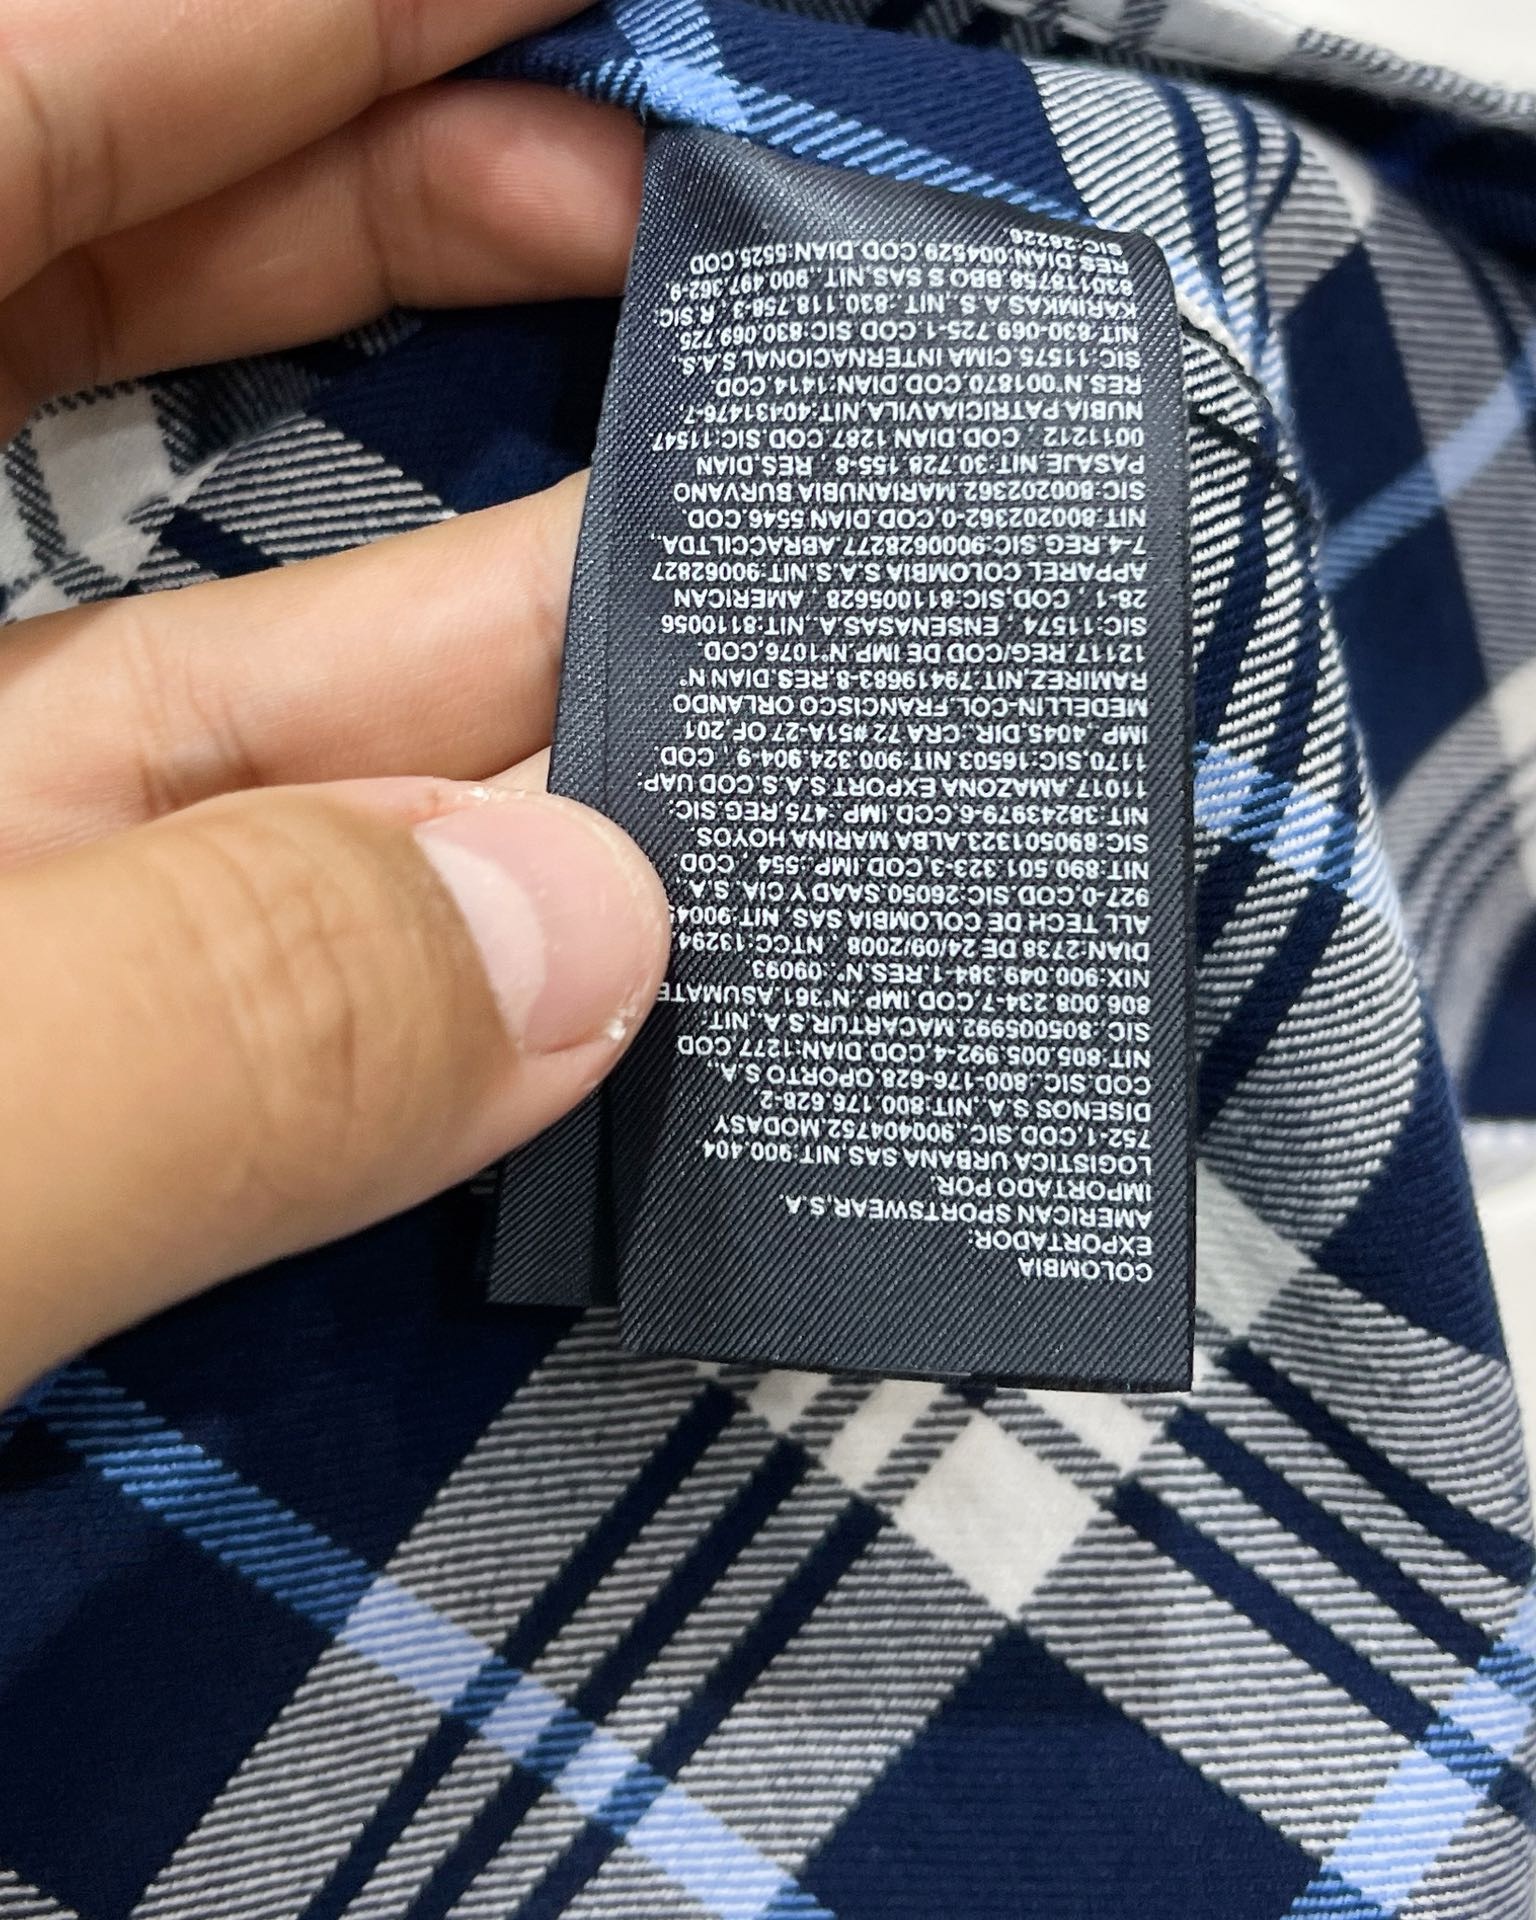 COLOMBIA
EXPORTADOR:
AMERICAN SPORTSWEAR,S.A.
IMPORTADO POR:
LOGISTICA URBANA SAS,NIT:900.404
752-1.COD SIC..900404752.MODASY
DISENOS S.A..NIT:800.176.628-2.
COD.SIC..:800-176-628.OPORTO S.A..,
NIT:805.005.992-4.COD DIAN:1277 COD
SIC..805005992 MACARTUR.S.A.,NIT.
806.008.234-7,COD.IMP.:N°361.ASUMATE
NIX:900.049.384-1.RES.N°.:09093
DIAN:2738 DE 24/09/2008 , NTCC:13294.
ALL TECH DE COLOMBIA SAS, NIT:90045
927-0.COD.SIC:26050.SAADY CIA. S.A.
NIT:890.501.323-3,COD.IMP.:554 , COD
SIC:890501323.ALBA MARINA HOYOS
NIT:38243979-6.COD.IMP.:475,REG.SIC:
11017.AMAZONA EXPORT S.A.S.COD UAP:
1170.SIC:16503.NIT:900.324.904-9 , COD.
IMP. 4045.DIR.:CRA 72 #51A-27 OF,201
MEDELLIN-COL.FRANCISCO ORLANDO
RAMIREZ,NIT:79419683-8.RES.DIAN N°
12117.REG/COD DE IMP.N°1076.COD.
SIC:11574 , ENSENASAS.A..NIT:8110056
28-1 , COD,SIC:811005628 , AMERICAN
APPAREL COLOMBIA S.A.S.NIT:90062827
7-4.REG.SIC:9000628277.ABRACCILTDA.,
NIT:800202362-0,COD.DIAN 5546.COD.
SIC:800202362 MARIANUBIA BURVANO
PASAJE.NIT:30.728.155-8 , RES.DIAN
0011212 , COD.DIAN 1287 COD.SIC:11547
NUBIA PATRICIAAVILA,NIT:40431476-7.
RES.N°001870.COD.DIAN:1414.COD.
SIC:11575.CIMA INTERNACIONAL S.A.S..
NIT:830-069.725-1.COD SIC:830.069.725
KARIMIKAS.A S..NIT.:830.118.758-3 , R SIC:
830118758.BBO S SAS,NIT.. 900.497.362-9.
RES DIAN:004529.COD DIAN:5525 COD
SIC:26226.